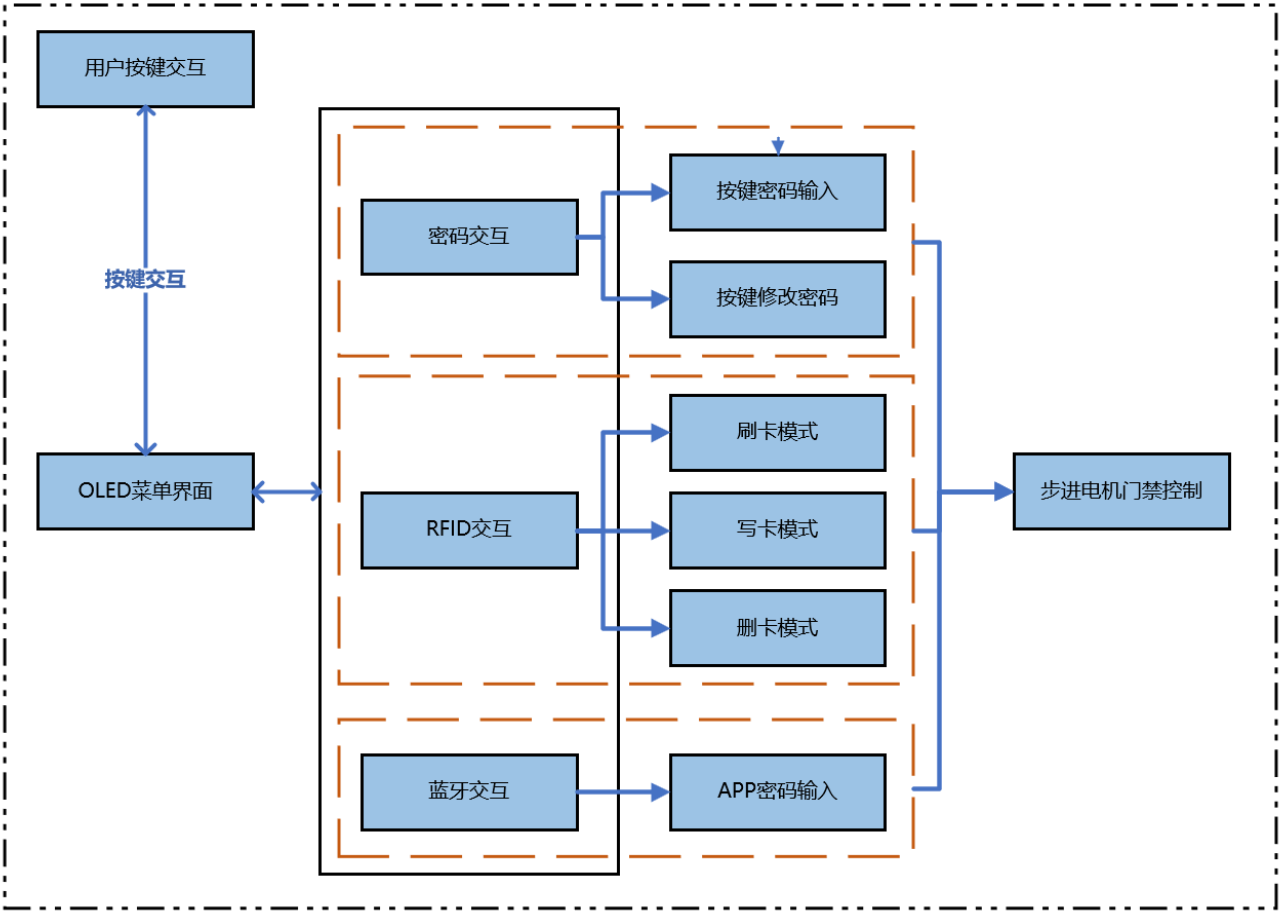 用户按键交互
按键交互
OLED菜单界面
密码交互
按键密码输入
按键修改密码
RFID交互
刷卡模式
写卡模式
删卡模式
蓝牙交互
APP密码输入
步进电机门禁控制